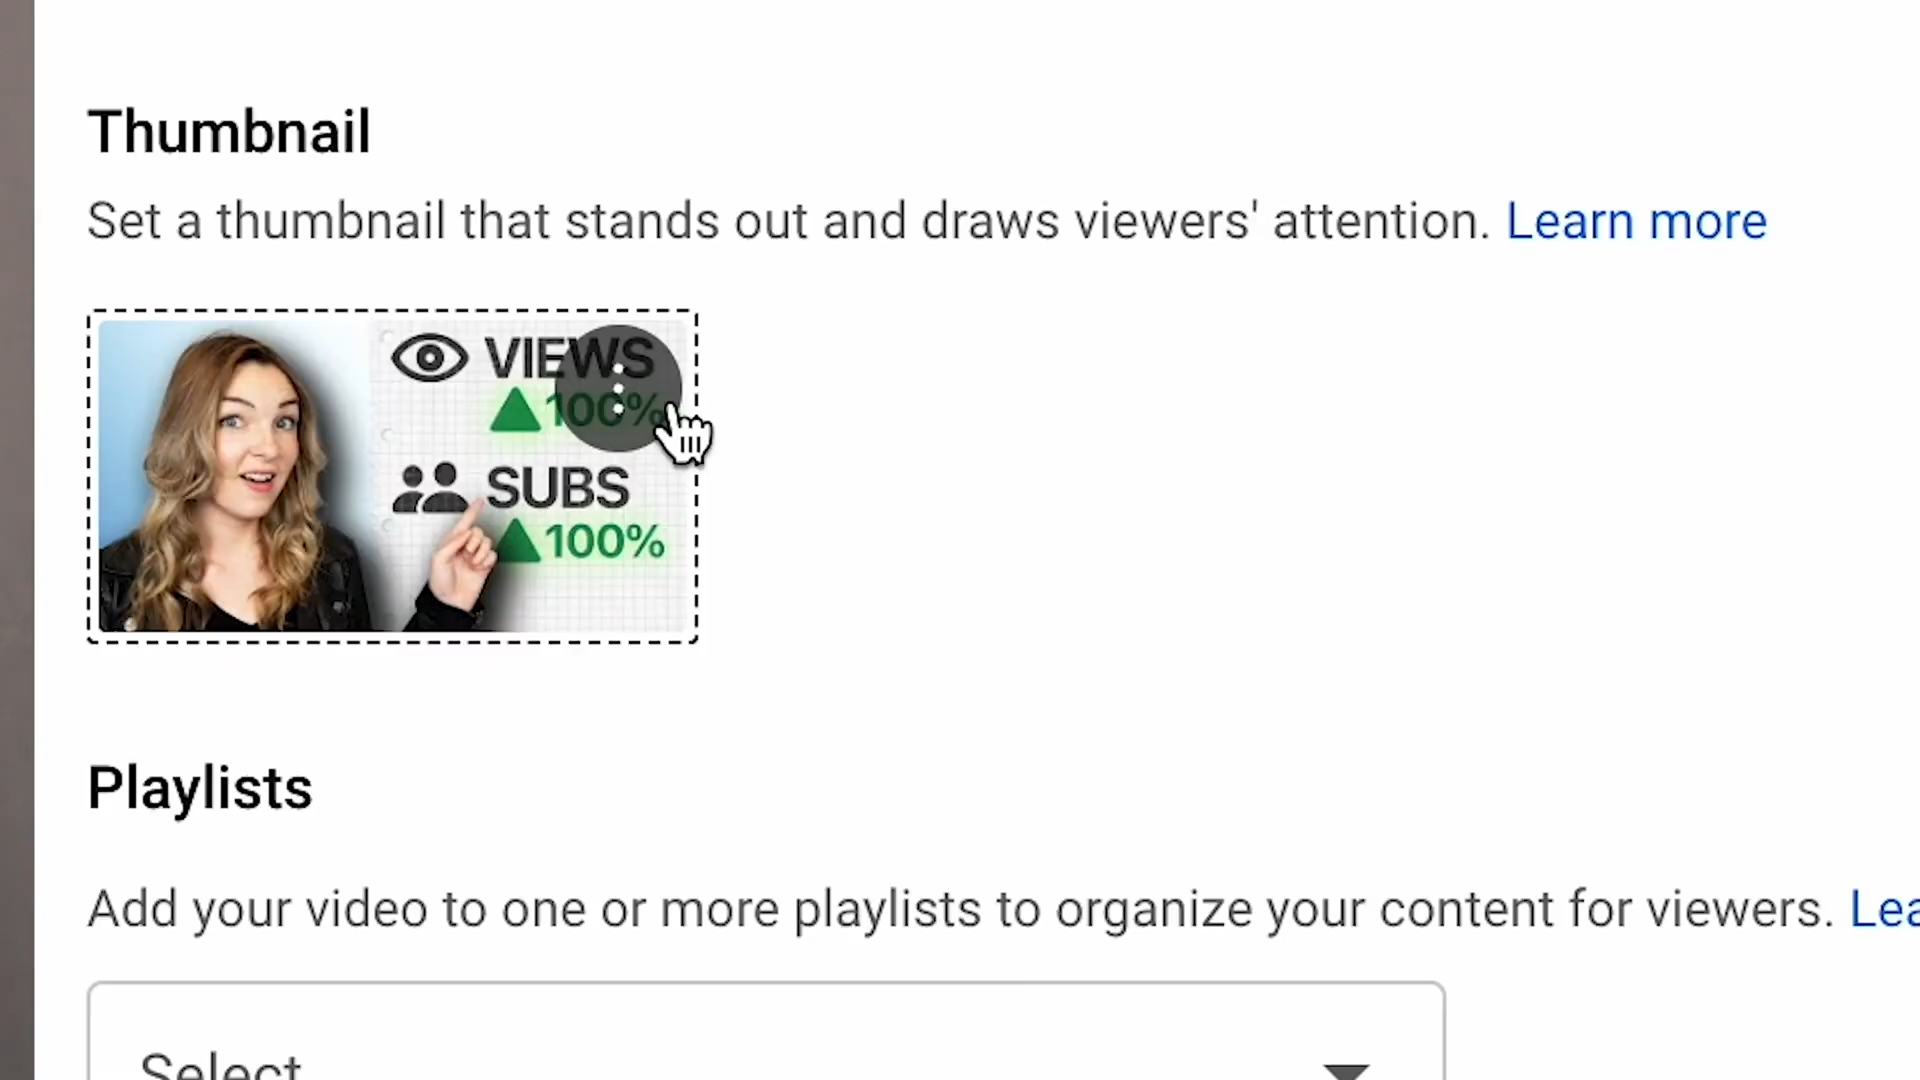 Thumbnail
Set a thumbnail that stands out and draws viewers' attention. Learn more
VIEWS
100%
SUBS
100%
Playlists
Add your video to one or more playlists to organize your content for viewers. Lea
Select